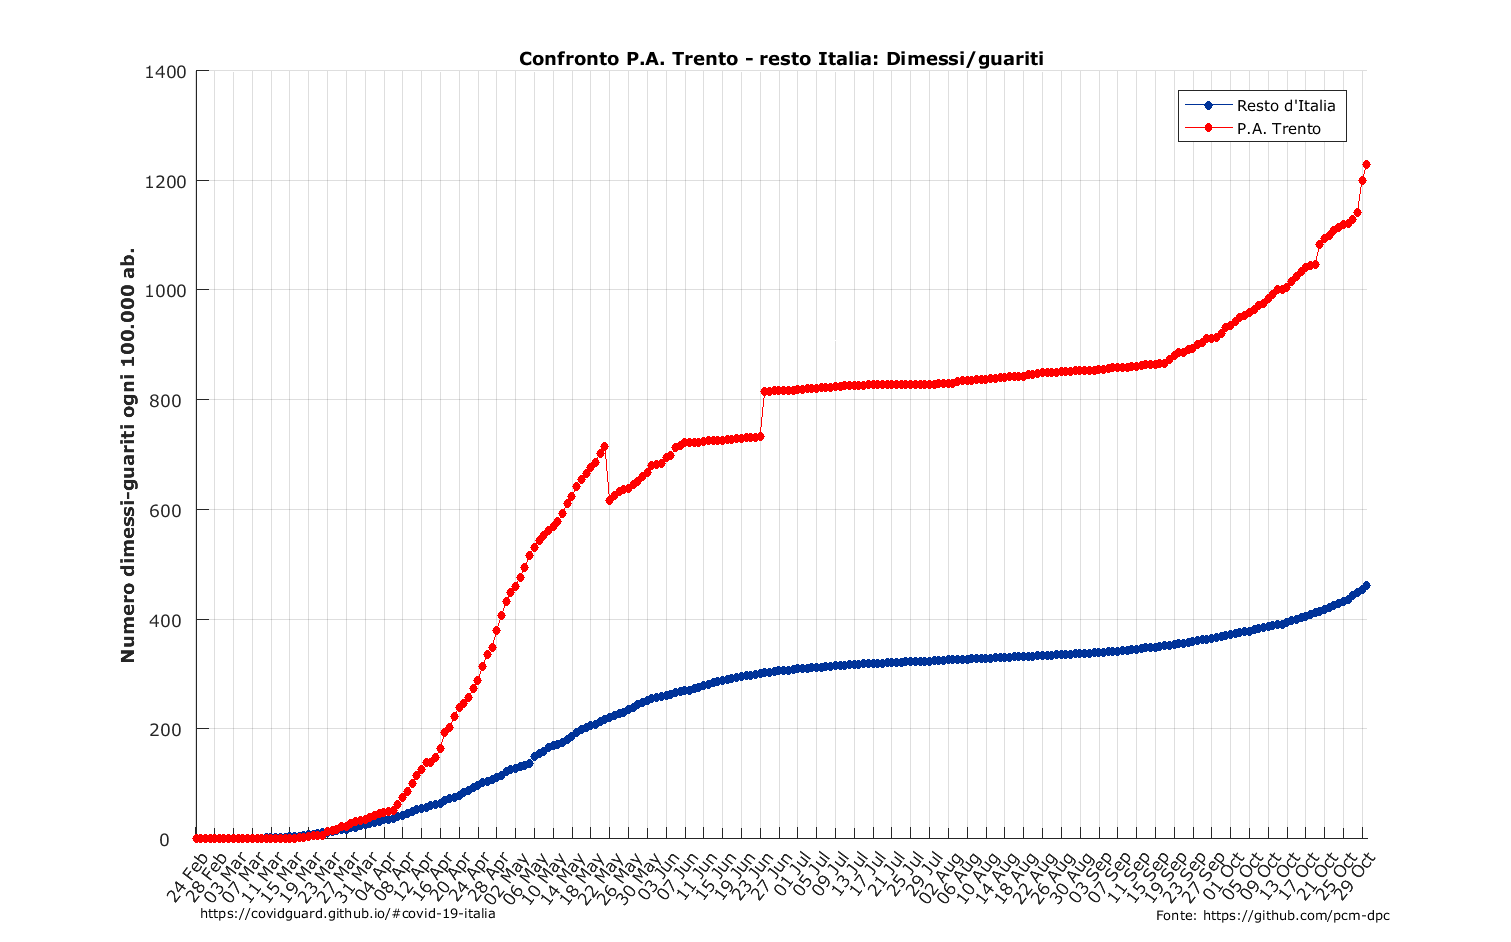 Confronto P.A. Trento - resto Italia: Dimessi/guariti
Resto d'Italia
P.A. Trento
Numero dimessi-guariti ogni 100.000 ab.
1400
1200
1000
800
600
400
200
0
24 Feb
28 Feb
03 Mar
07 Mar
11 Mar
15 Mar
19 Mar
23 Mar
27 Mar
31 Mar
04 Apr
08 Apr
12 Apr
16 Apr
20 Apr
24 Apr
28 Apr
02 May
06 May
10 May
14 May
18 May
22 May
26 May
30 May
03 Jun
07 Jun
11 Jun
15 Jun
19 Jun
23 Jun
27 Jun
01 Jul
05 Jul
09 Jul
13 Jul
17 Jul
21 Jul
25 Jul
29 Jul
02 Aug
06 Aug
10 Aug
14 Aug
18 Aug
22 Aug
26 Aug
30 Aug
03 Sep
07 Sep
11 Sep
15 Sep
19 Sep
23 Sep
27 Sep
01 Oct
05 Oct
09 Oct
13 Oct
17 Oct
21 Oct
25 Oct
29 Oct
https://covidguard.github.io/#covid-19-italia
Fonte: https://github.com/pcm-dpc